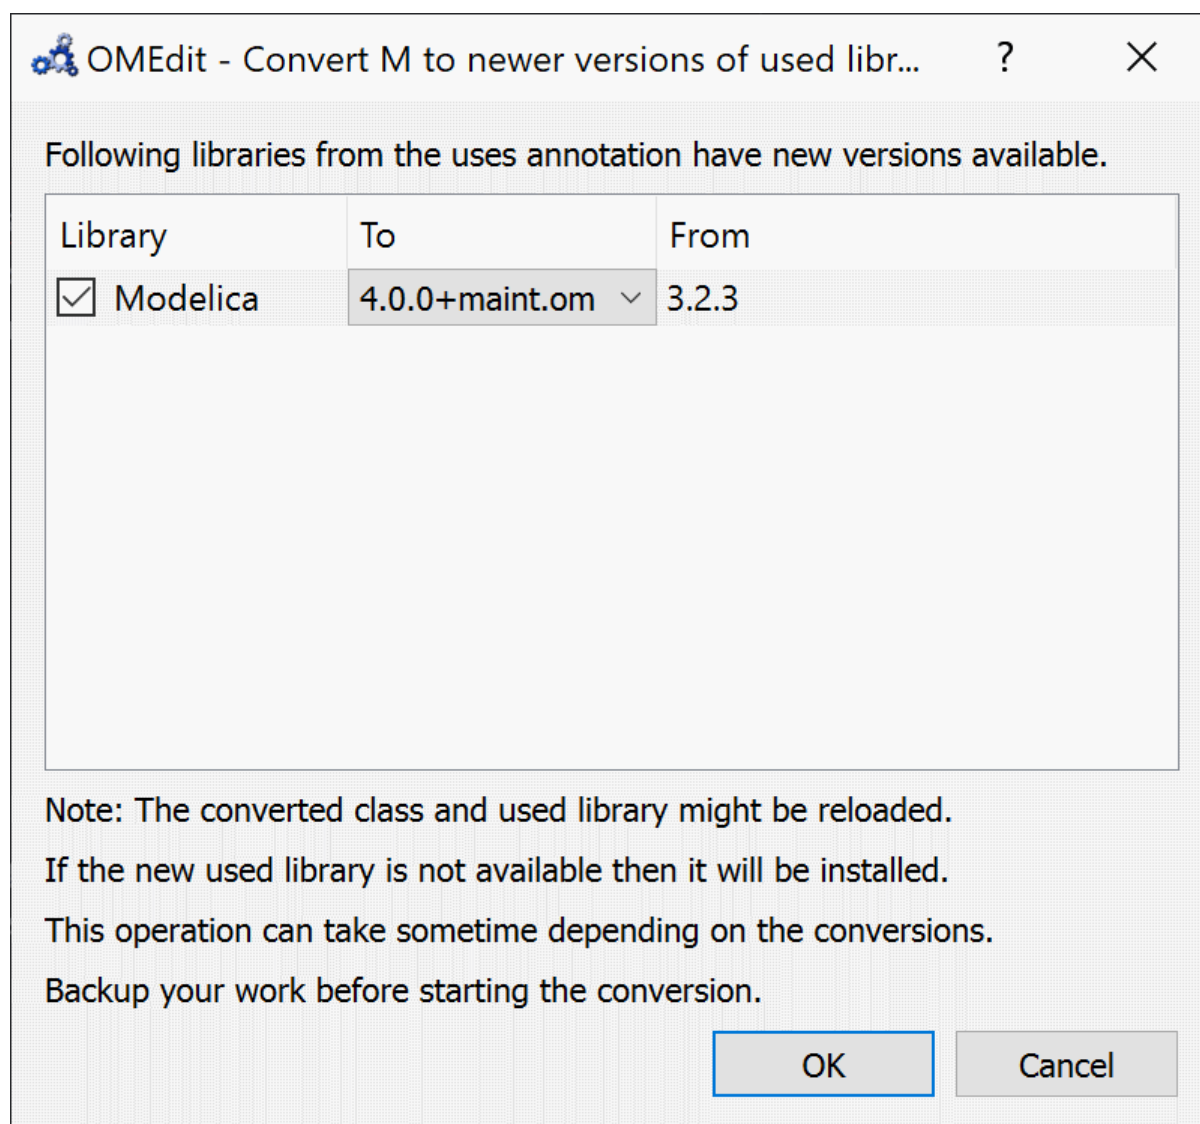 OMEdit - Convert M to newer versions of used libr... ?
Following libraries from the uses annotation have new versions available.
Library To From
Modelica 4.0.0+maint.om 3.2.3
Note: The converted class and used library might be reloaded.
If the new used library is not available then it will be installed.
This operation can take sometime depending on the conversions.
Backup your work before starting the conversion.
OK Cancel